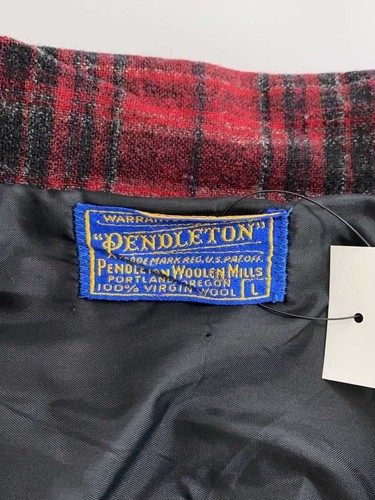 WARRANTED
"PENDLETON"
TRADE MARK REG. U.S. PAT. OFF.
PENDLETON WOOLEN MILLS
PORTLAND, OREGON
100% VIRGIN WOOL L